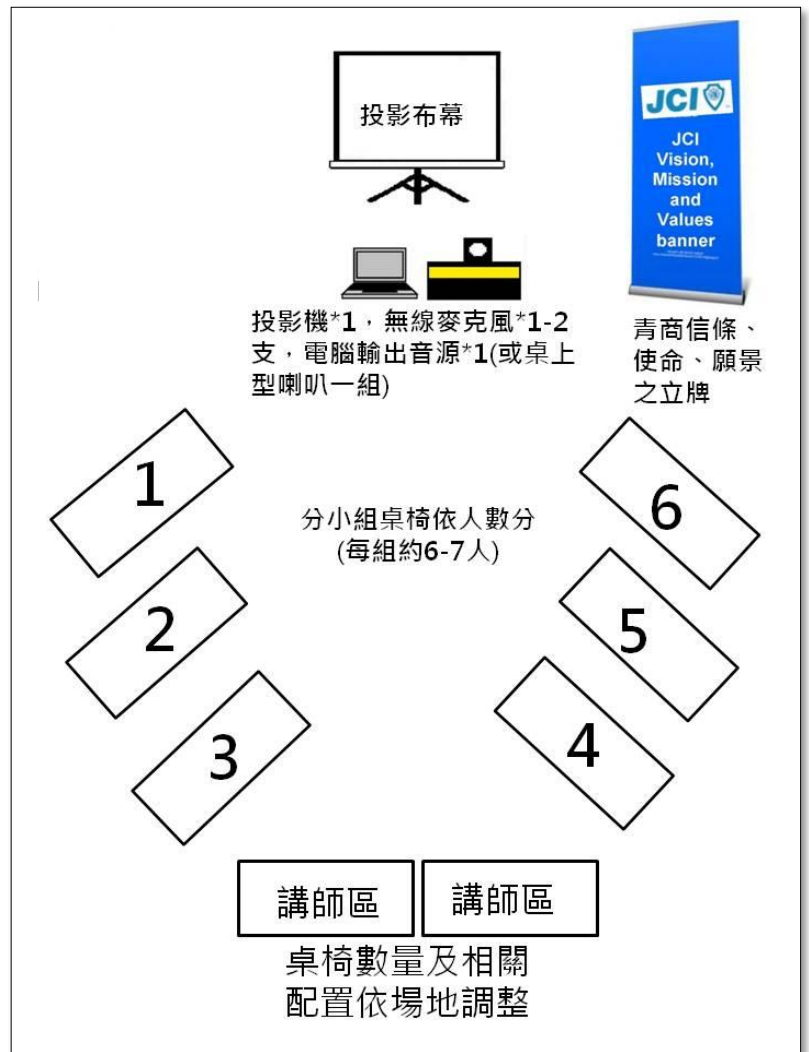 投影布幕
JCI
JCI
Vision,
Mission
and
Values
banner
投影機*1，無線麥克風*1-2
支，電腦輸出音源*1(或桌上
型喇叭一組)
青商信條、
使命、願景
之立牌
1
6
分小組桌椅依人數分
(每組約6-7人)
2
5
3
4
講師區
講師區
桌椅數量及相關
配置依場地調整